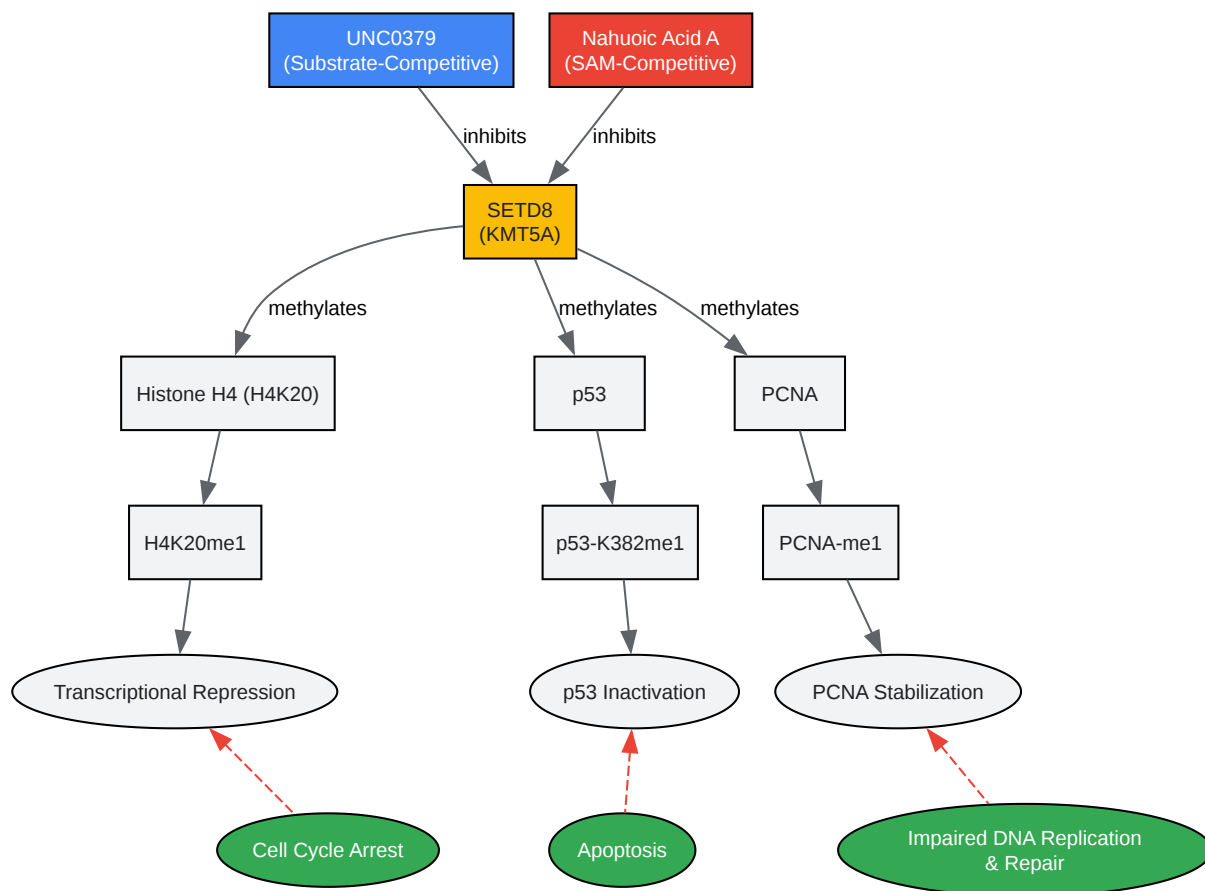 UNC0379
(Substrate-Competitive)
Nahuoic Acid A
(SAM-Competitive)
inhibits
inhibits
SETD8
(KMT5A)
methylates
methylates
methylates
Histone H4 (H4K20)
p53
PCNA
H4K20me1
p53-K382me1
PCNA-me1
Transcriptional Repression
p53 Inactivation
PCNA Stabilization
Cell Cycle Arrest
Apoptosis
Impaired DNA Replication
& Repair